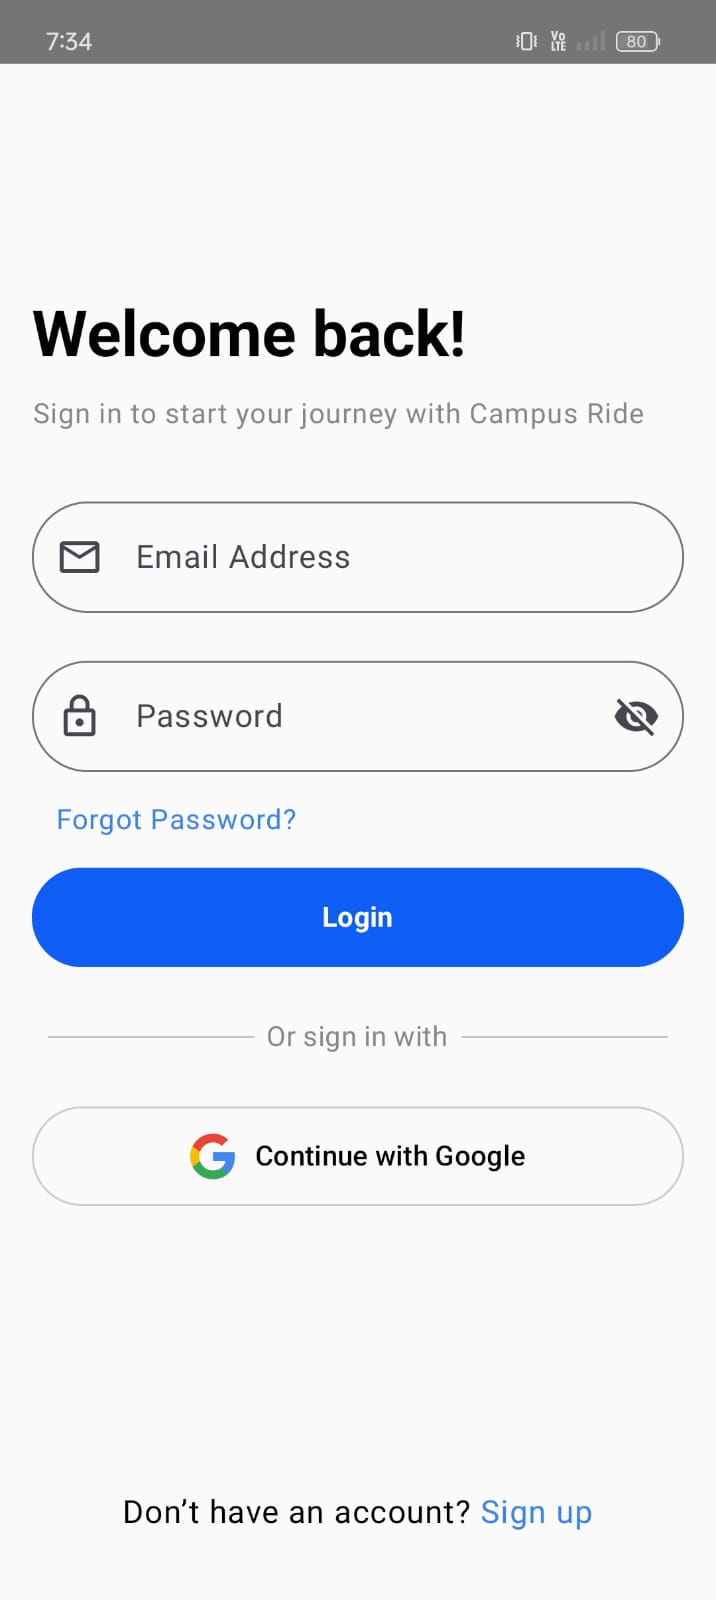 7:34 Vo LTE 80
Welcome back!
Sign in to start your journey with Campus Ride
Email Address
Password
Forgot Password?
Login
Or sign in with
Continue with Google
Don’t have an account? Sign up